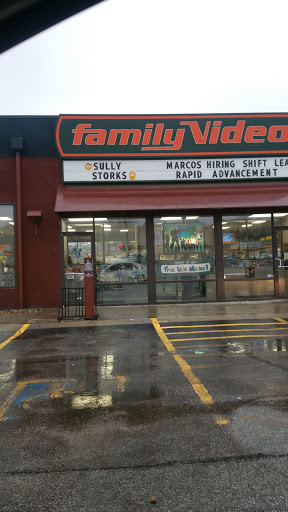 family Video
SULLY
STORKS
MARCOS HIRING SHIFT LEA
RAPID ADVANCEMENT